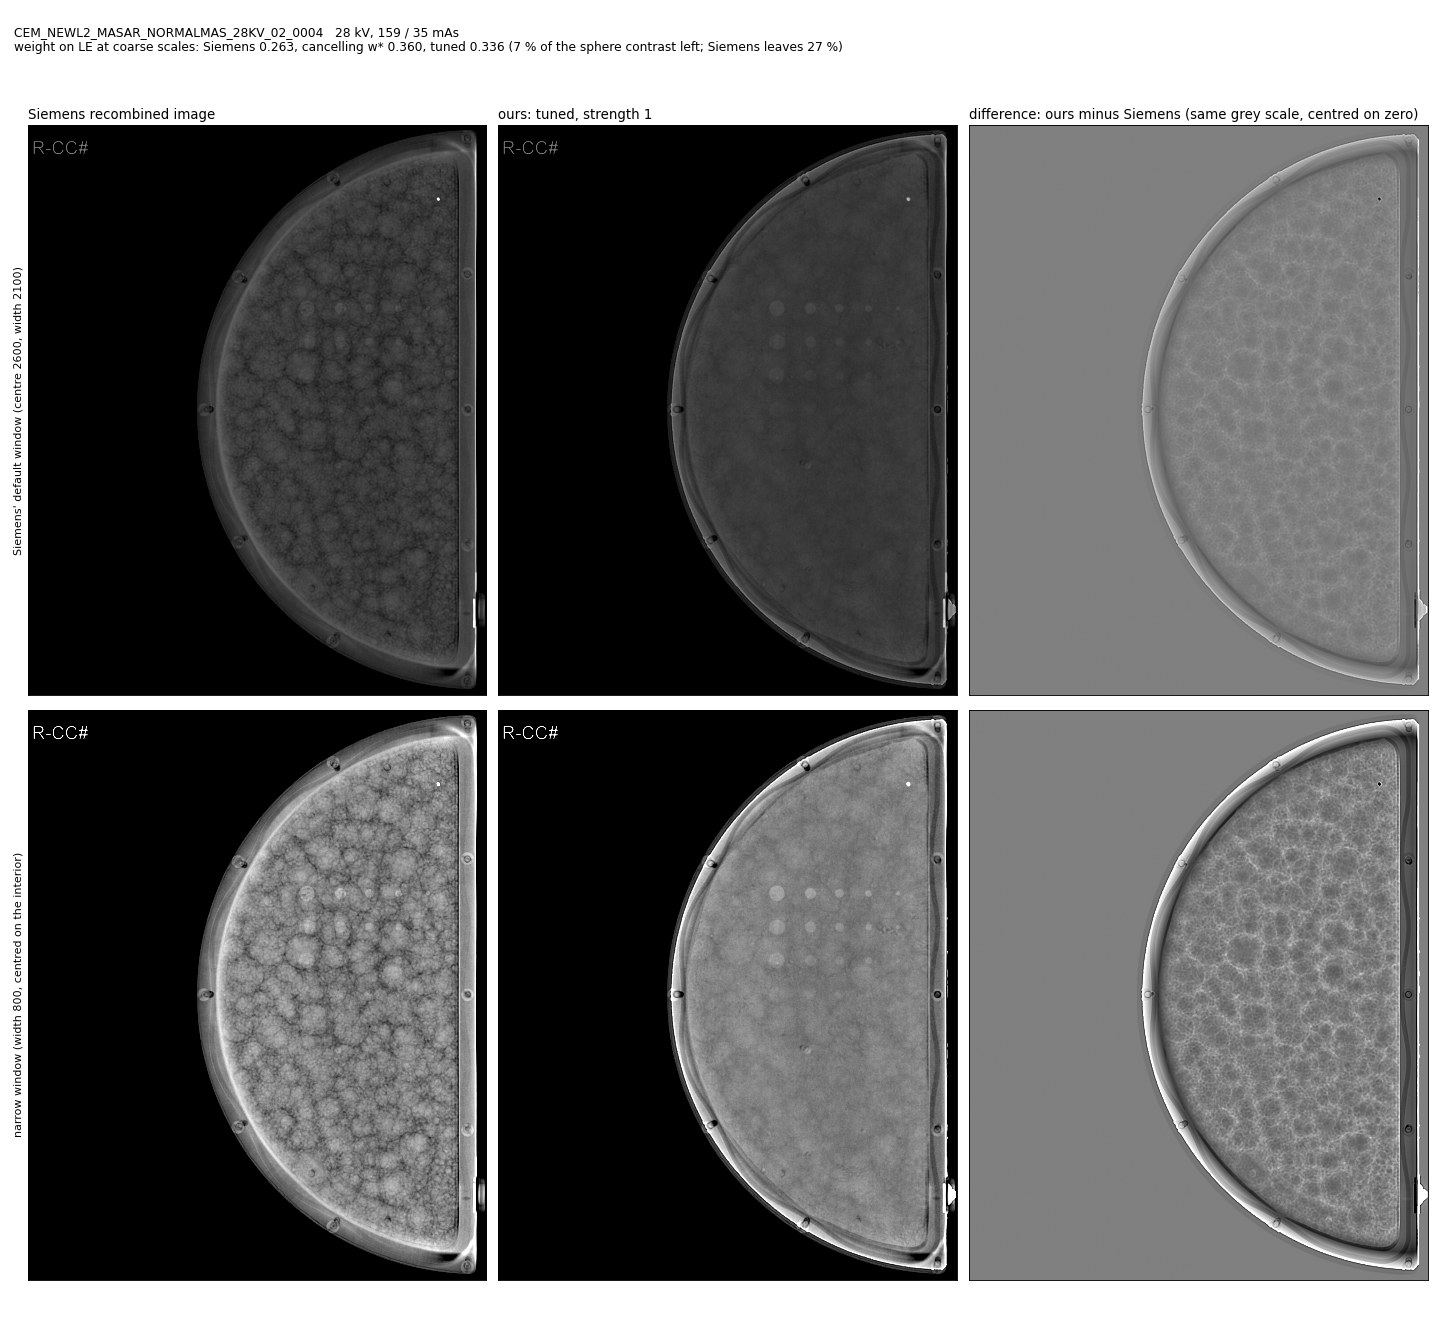 CEM_NEWL2_MASAR_NORMALMAS_28KV_02_0004   28 kV, 159 / 35 mAs
weight on LE at coarse scales: Siemens 0.263, cancelling w* 0.360, tuned 0.336 (7 % of the sphere contrast left; Siemens leaves 27 %)
Siemens recombined image
ours: tuned, strength 1
difference: ours minus Siemens (same grey scale, centred on zero)
Siemens' default window (centre 2600, width 2100)
R-CC#
R-CC#
narrow window (width 800, centred on the interior)
R-CC#
R-CC#